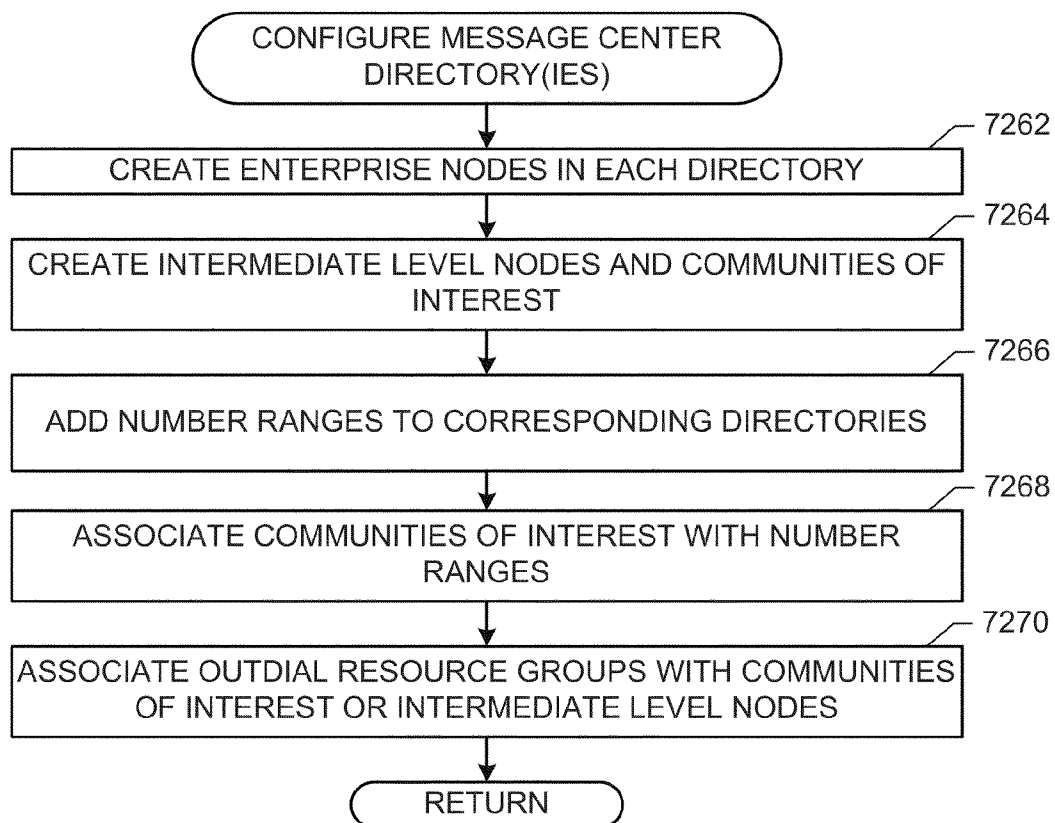 CONFIGURE MESSAGE CENTER
DIRECTORY(IES)
7262
CREATE ENTERPRISE NODES IN EACH DIRECTORY
7264
CREATE INTERMEDIATE LEVEL NODES AND COMMUNITIES OF
INTEREST
7266
ADD NUMBER RANGES TO CORRESPONDING DIRECTORIES
7268
ASSOCIATE COMMUNITIES OF INTEREST WITH NUMBER
RANGES
7270
ASSOCIATE OUTDIAL RESOURCE GROUPS WITH COMMUNITIES
OF INTEREST OR INTERMEDIATE LEVEL NODES
RETURN